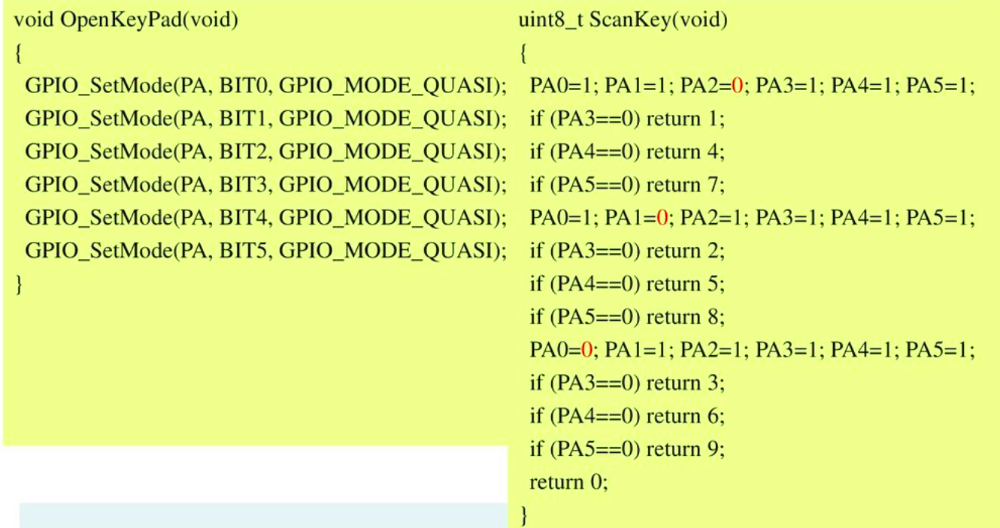 void OpenKeyPad(void)
{
GPIO_SetMode(PA, BIT0, GPIO_MODE_QUASI);
GPIO_SetMode(PA, BIT1, GPIO_MODE_QUASI);
GPIO_SetMode(PA, BIT2, GPIO_MODE_QUASI);
GPIO_SetMode(PA, BIT3, GPIO_MODE_QUASI);
GPIO_SetMode(PA, BIT4, GPIO_MODE_QUASI);
GPIO_SetMode(PA, BIT5, GPIO_MODE_QUASI);
}
uint8_t ScanKey(void)
{
PA0=1; PA1=1; PA2=0; PA3=1; PA4=1; PA5=1;
if (PA3==0) return 1;
if (PA4==0) return 4;
if (PA5==0) return 7;
PA0=1; PA1=0; PA2=1; PA3=1; PA4=1; PA5=1;
if (PA3==0) return 2;
if (PA4==0) return 5;
if (PA5==0) return 8;
PA0=0; PA1=1; PA2=1; PA3=1; PA4=1; PA5=1;
if (PA3==0) return 3;
if (PA4==0) return 6;
if (PA5==0) return 9;
return 0;
}